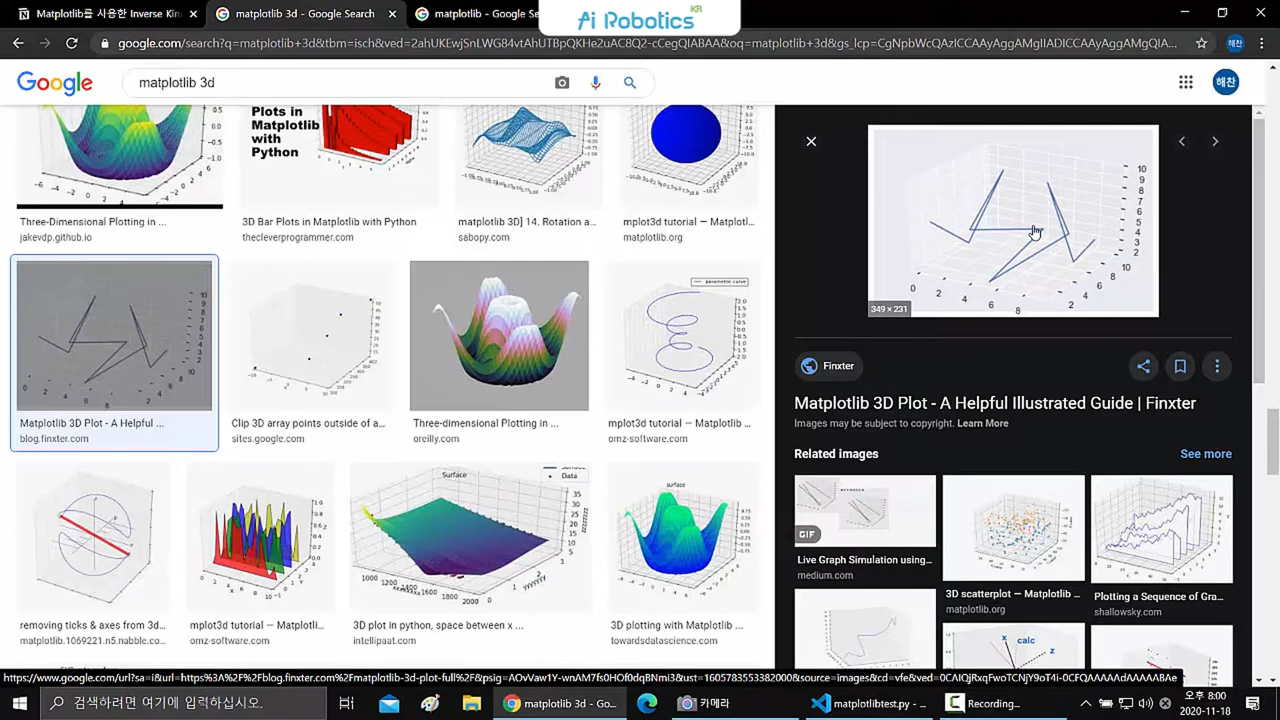 Matplotlib를 사용한 Inverse Kin
matplotlib 3d - Google Search
matplotlib - Google Se
Ai Robotics KR
google.com/search?q=matplotlib+3d&tbm=isch&ved=2ahUKEwjSnLWG84vtAhUTBpQKHe2uAC8Q2-cCegQIABAA&oq=matplotlib+3d&gs_lcp=CgNpbWcQAzICCAAyAggAMgIIADICCAAyAggAMgQI...
해찬
Google
matplotlib 3d
해찬
Plots in
Matplotlib
with
Python
Three-Dimensional Plotting in ...
jakevdp.github.io
3D Bar Plots in Matplotlib with Python
thecleverprogrammer.com
matplotlib 3D] 14. Rotation a...
sabopy.com
mplot3d tutorial — Matplotl...
matplotlib.org
349 × 231
Finxter
Matplotlib 3D Plot - A Helpful Illustrated Guide | Finxter
Images may be subject to copyright. Learn More
Related images
See more
parametric curve
Matplotlib 3D Plot - A Helpful ...
blog.finxter.com
Clip 3D array points outside of a...
sites.google.com
Three-dimensional Plotting in ...
oreilly.com
mplot3d tutorial — Matplotlib ...
omz-software.com
GIF
Live Graph Simulation using...
medium.com
3D scatterplot — Matplotlib ...
matplotlib.org
Plotting a Sequence of Gra...
shallowsky.com
Surface
Data
surface
calc
x
z
removing ticks & axes from 3d...
matplotlib.1069221.n5.nabble.co...
mplot3d tutorial — Matplotli...
omz-software.com
3D plot in python, space between x ...
intellipaat.com
3D plotting with Matplotlib ...
towardsdatascience.com
검색하려면 여기에 입력하십시오.
matplotlib 3d - Go...
카메라
matplotlibtest.py - ...
Recording...
오후 8:00
2020-11-18